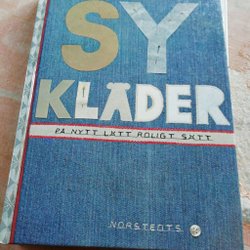 SY
KLÄDER
PÅ NYTT LÄTT ROLIGT SÄTT
NORSTEDTS